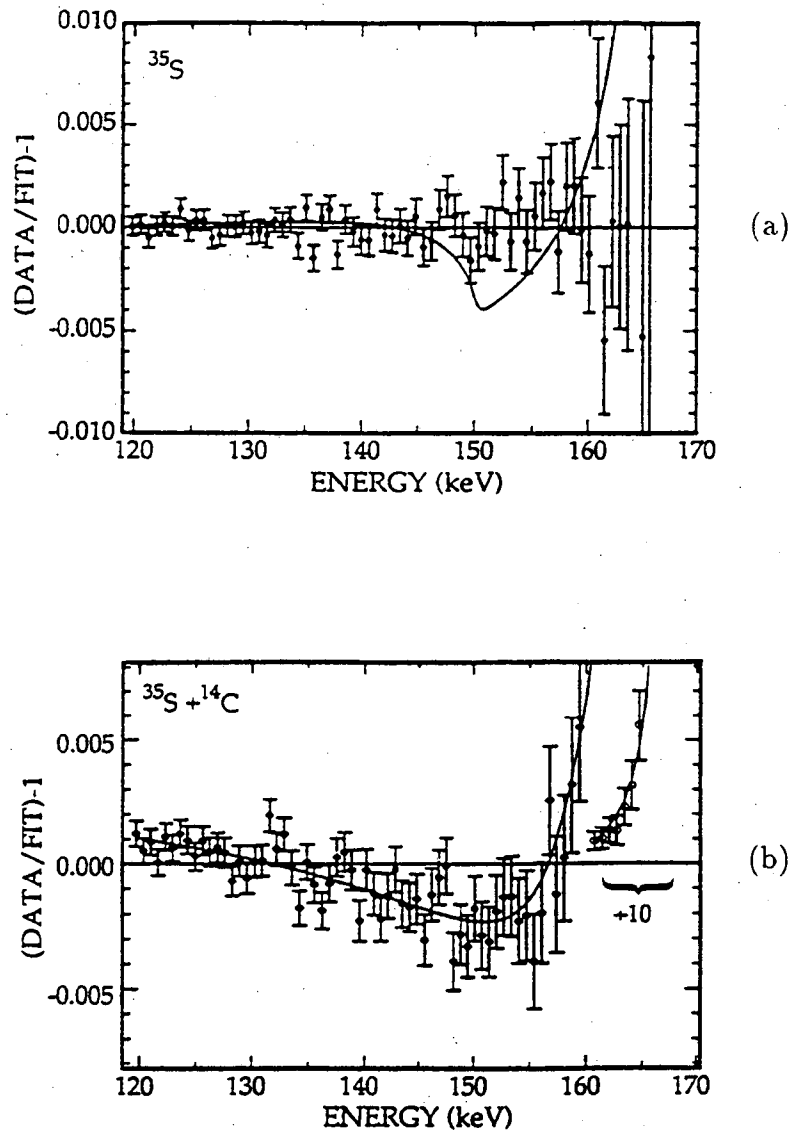 0.010
³⁵S
0.005
0.000
-0.005
-0.010
(DATA/FIT)-1
120 130 140 150 160 170
ENERGY (keV)
(a)
³⁵S + ¹⁴C
0.005
0.000
-0.005
(DATA/FIT)-1
+10
120 130 140 150 160 170
ENERGY (keV)
(b)